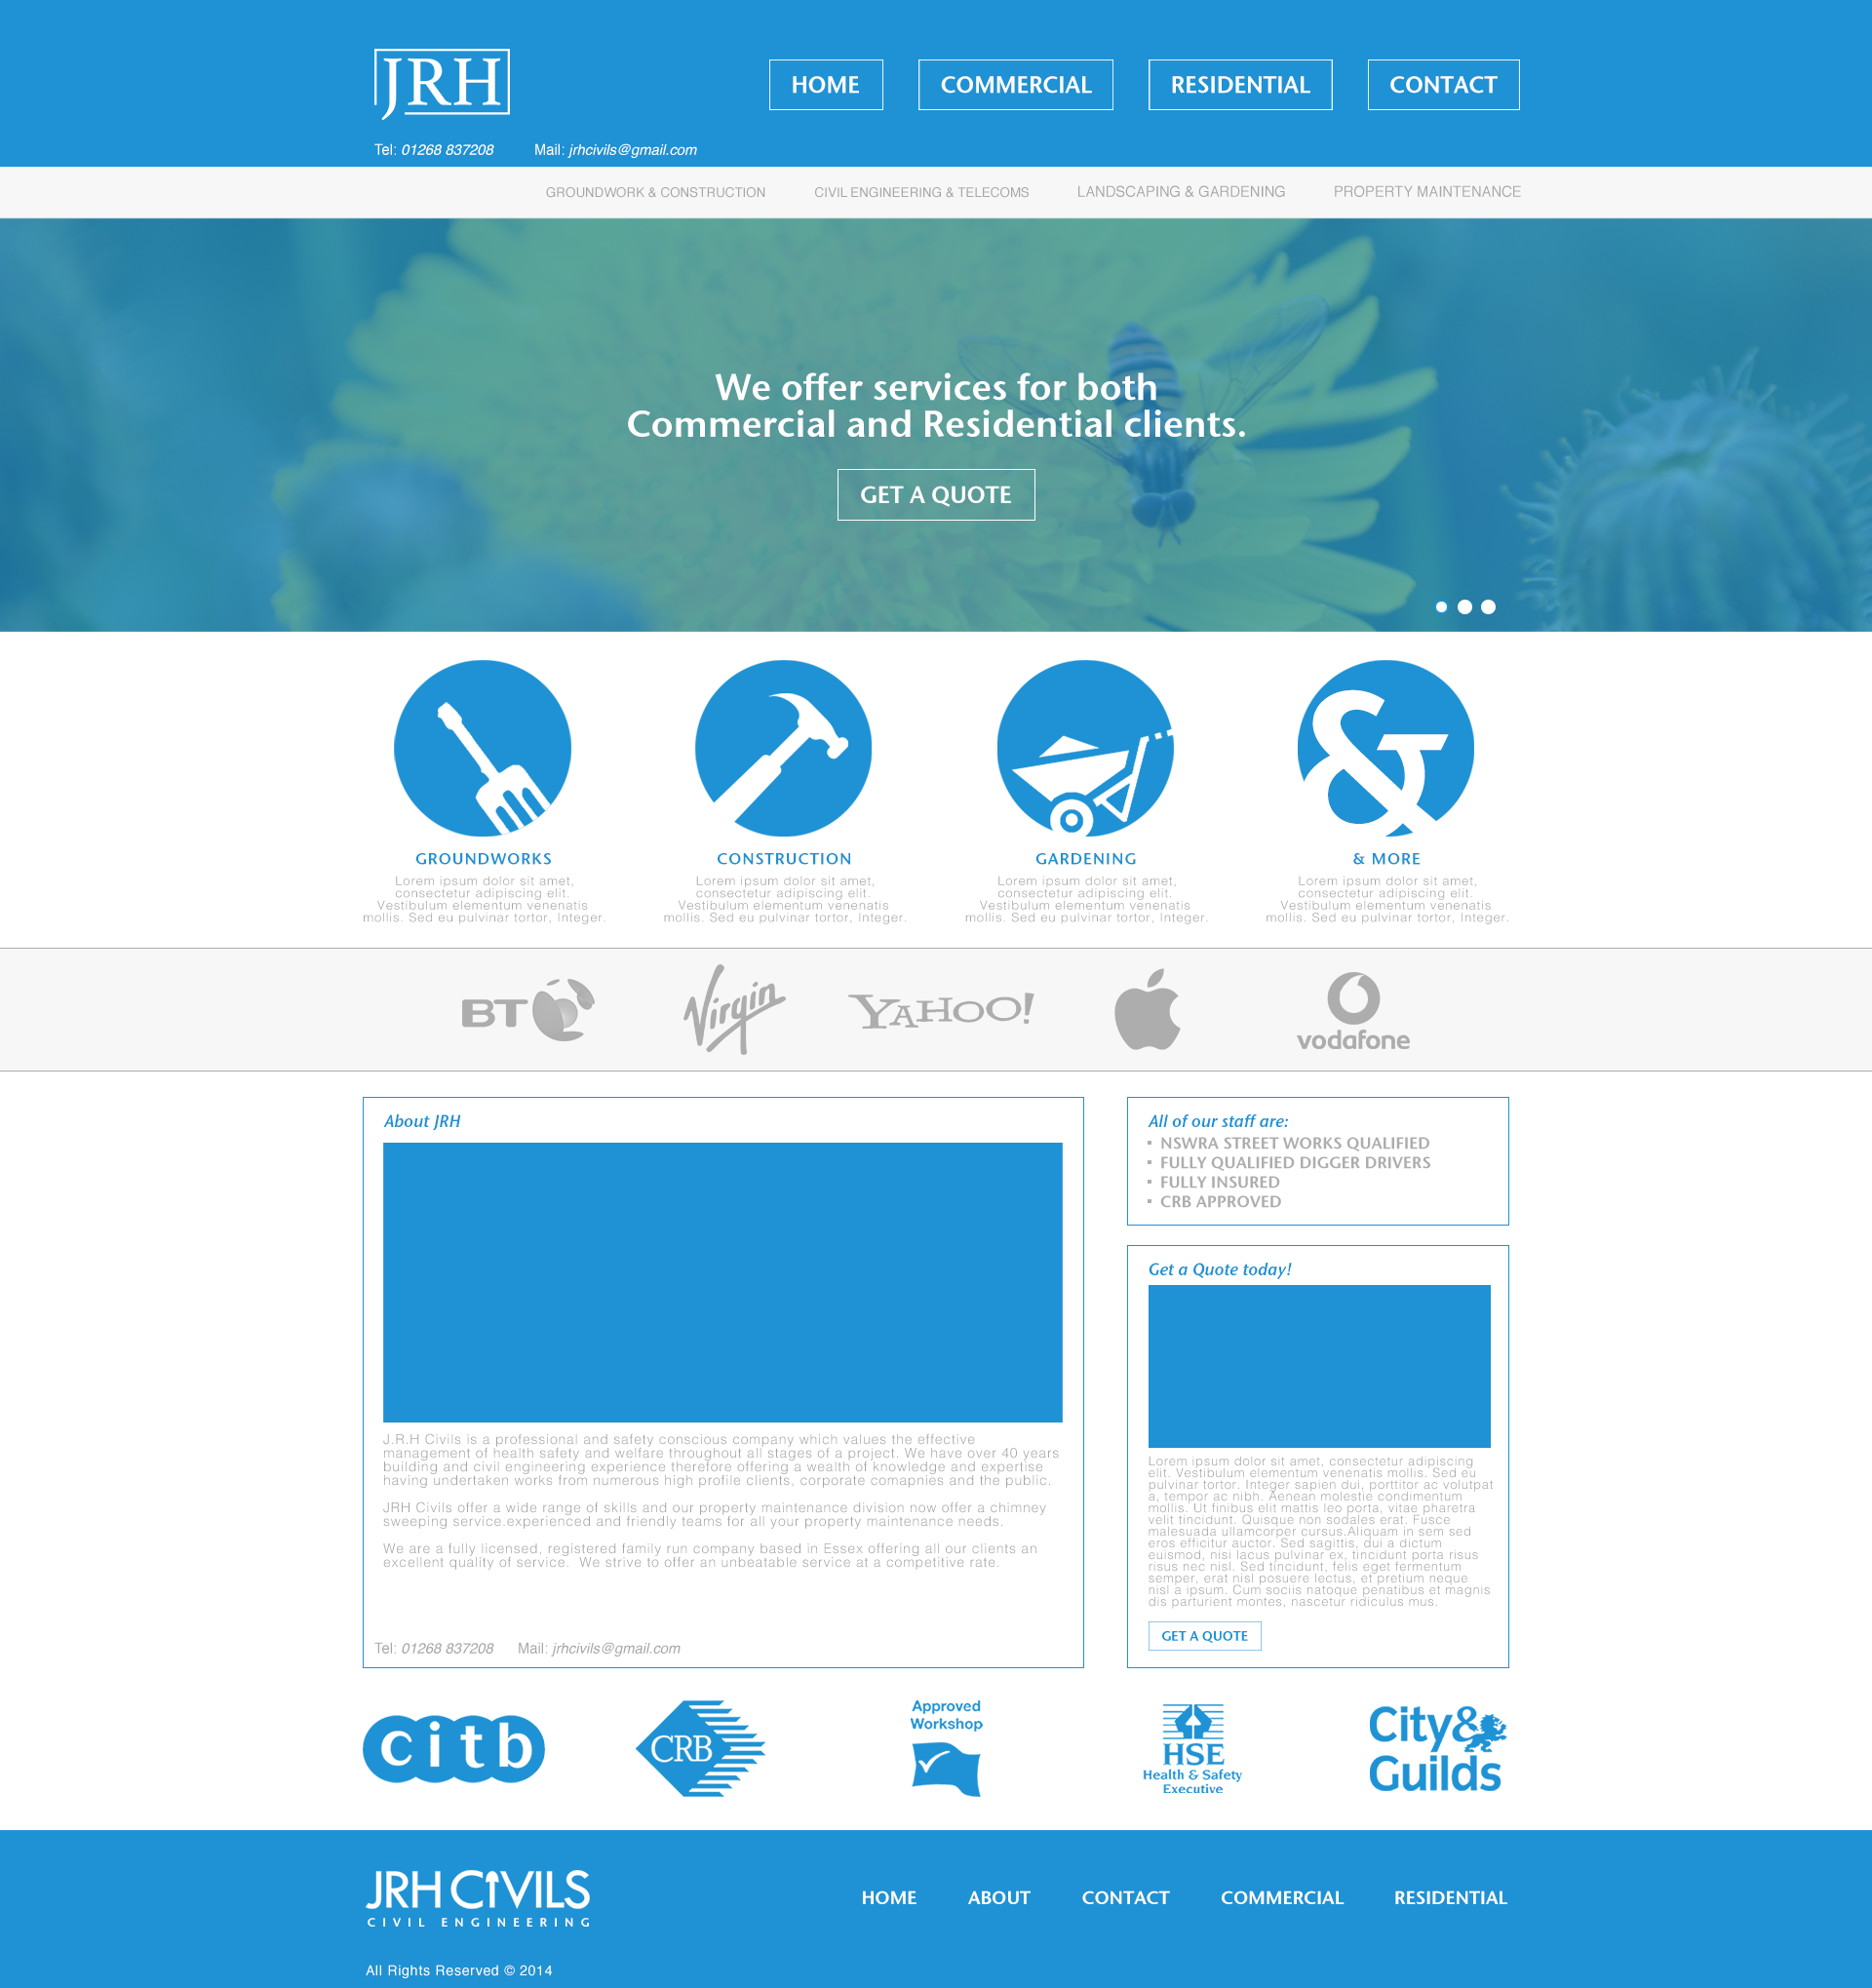 JRH
HOME
COMMERCIAL
RESIDENTIAL
CONTACT
Tel: 01268 837208
Mail: jrhcivils@gmail.com
GROUNDWORK & CONSTRUCTION
CIVIL ENGINEERING & TELECOMS
LANDSCAPING & GARDENING
PROPERTY MAINTENANCE
We offer services for both
Commercial and Residential clients.
GET A QUOTE
&
GROUNDWORKS
Lorem ipsum dolor sit amet,
consectetur adipiscing elit.
Vestibulum elementum venenatis
mollis. Sed eu pulvinar tortor, Integer.
CONSTRUCTION
Lorem ipsum dolor sit amet,
consectetur adipiscing elit.
Vestibulum elementum venenatis
mollis. Sed eu pulvinar tortor, Integer.
GARDENING
Lorem ipsum dolor sit amet,
consectetur adipiscing elit.
Vestibulum elementum venenatis
mollis. Sed eu pulvinar tortor, Integer.
& MORE
Lorem ipsum dolor sit amet,
consectetur adipiscing elit.
Vestibulum elementum venenatis
mollis. Sed eu pulvinar tortor, Integer.
BT
Virgin
YAHOO!
vodafone
About JRH
J.R.H Civils is a professional and safety conscious company which values the effective
management of health safety and welfare throughout all stages of a project. We have over 40 years
building and civil engineering experience therefore offering a wealth of knowledge and expertise
having undertaken works from numerous high profile clients, corporate comapnies and the public.
JRH Civils offer a wide range of skills and our property maintenance division now offer a chimney
sweeping service.experienced and friendly teams for all your property maintenance needs.
We are a fully licensed, registered family run company based in Essex offering all our clients an
excellent quality of service.  We strive to offer an unbeatable service at a competitive rate.
Tel: 01268 837208
Mail: jrhcivils@gmail.com
All of our staff are:
▪ NSWRA STREET WORKS QUALIFIED
▪ FULLY QUALIFIED DIGGER DRIVERS
▪ FULLY INSURED
▪ CRB APPROVED
Get a Quote today!
Lorem ipsum dolor sit amet, consectetur adipiscing
elit. Vestibulum elementum venenatis mollis. Sed eu
pulvinar tortor. Integer sapien dui, porttitor ac volutpat
a, tempor ac nibh. Aenean molestie condimentum
mollis. Ut finibus elit mattis leo porta, vitae pharetra
velit tincidunt. Quisque non sodales erat. Fusce
malesuada ullamcorper cursus.Aliquam in sem sed
eros efficitur auctor. Sed sagittis, dui a dictum
euismod, nisi lacus pulvinar ex, tincidunt porta risus
risus nec nisl. Sed tincidunt, felis eget fermentum
semper, erat nisl posuere lectus, et pretium neque
nisl a ipsum. Cum sociis natoque penatibus et magnis
dis parturient montes, nascetur ridiculus mus.
GET A QUOTE
citb
CRB
Approved
Workshop
HSE
Health & Safety
Executive
City&
Guilds
JRH CIVILS
CIVIL ENGINEERING
HOME
ABOUT
CONTACT
COMMERCIAL
RESIDENTIAL
All Rights Reserved © 2014